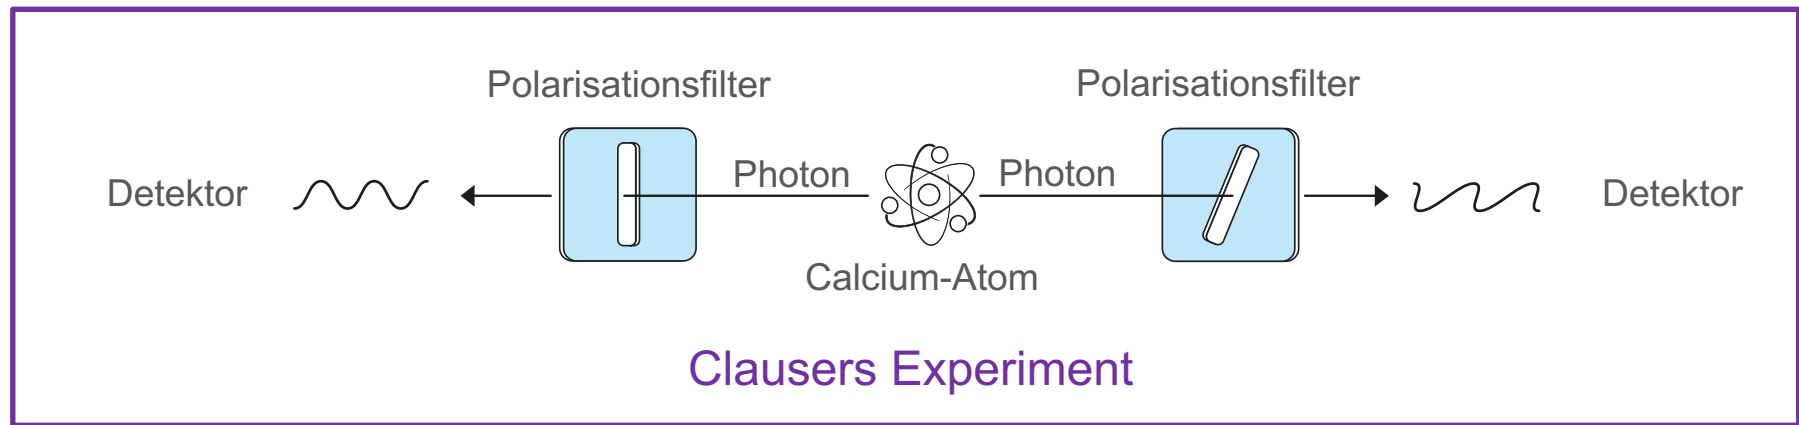 Polarisationsfilter
Polarisationsfilter
Detektor
Photon
Photon
Detektor
Calcium-Atom
Clausers Experiment